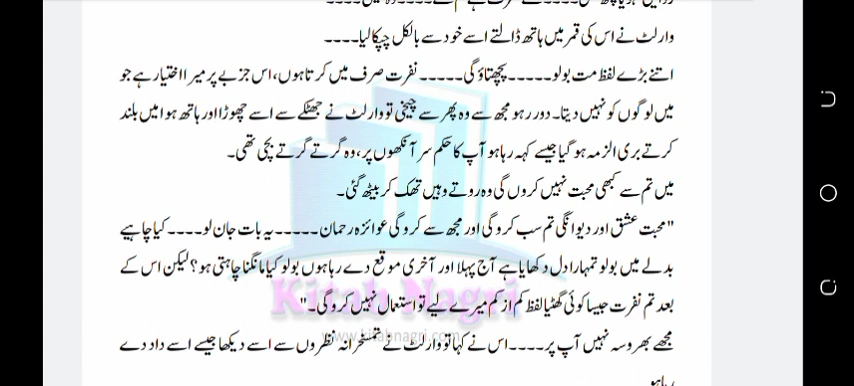 وارلٹ نے اس کی قمر میں ہاتھ ڈالتے اسے خود سے بالکل چپکا لیا۔۔۔۔
اتنے بڑے لفظ مت بولو۔۔۔۔۔ پچھتاؤ گی۔۔۔۔۔ نفرت صرف میں کرتا ہوں، اس جزبے پر میرا اختیار ہے جو
میں لوگوں کو نہیں دیتا۔ دور رہو مجھ سے وہ پھر سے چیخی تو وارلٹ نے جھٹکے سے اسے چھوڑا اور ہاتھ ہوا میں بلند
کرتے بری الزمہ ہو گیا جیسے کہہ رہا ہو آپ کا حکم سر آنکھوں پر، وہ گرتے گرتے بچی تھی۔
میں تم سے کبھی محبت نہیں کروں گی وہ روتے وہیں تھک کر بیٹھ گئی۔
"محبت عشق اور دیوانگی تم سب کرو گی اور مجھ سے کرو گی عوائزہ رحمان۔۔۔۔۔ یہ بات جان لو۔۔۔۔ کیا چاہیے
بدلے میں بولو تمہارا دل دکھایا ہے آج پہلا اور آخری موقع دے رہا ہوں بولو کیا مانگنا چاہتی ہو؟ لیکن اس کے
بعد تم نفرت جیسا کوئی گھٹیا لفظ کم از کم میرے لیے تو استعمال نہیں کرو گی۔"
Kitab Nagri
www.kitabnagri.com
مجھے بھروسہ نہیں آپ پر۔۔۔۔ اس نے کہا تو وارلٹ نے تمسخرانہ نظروں سے اسے دیکھا جیسے اسے داد دے
رہا ہو